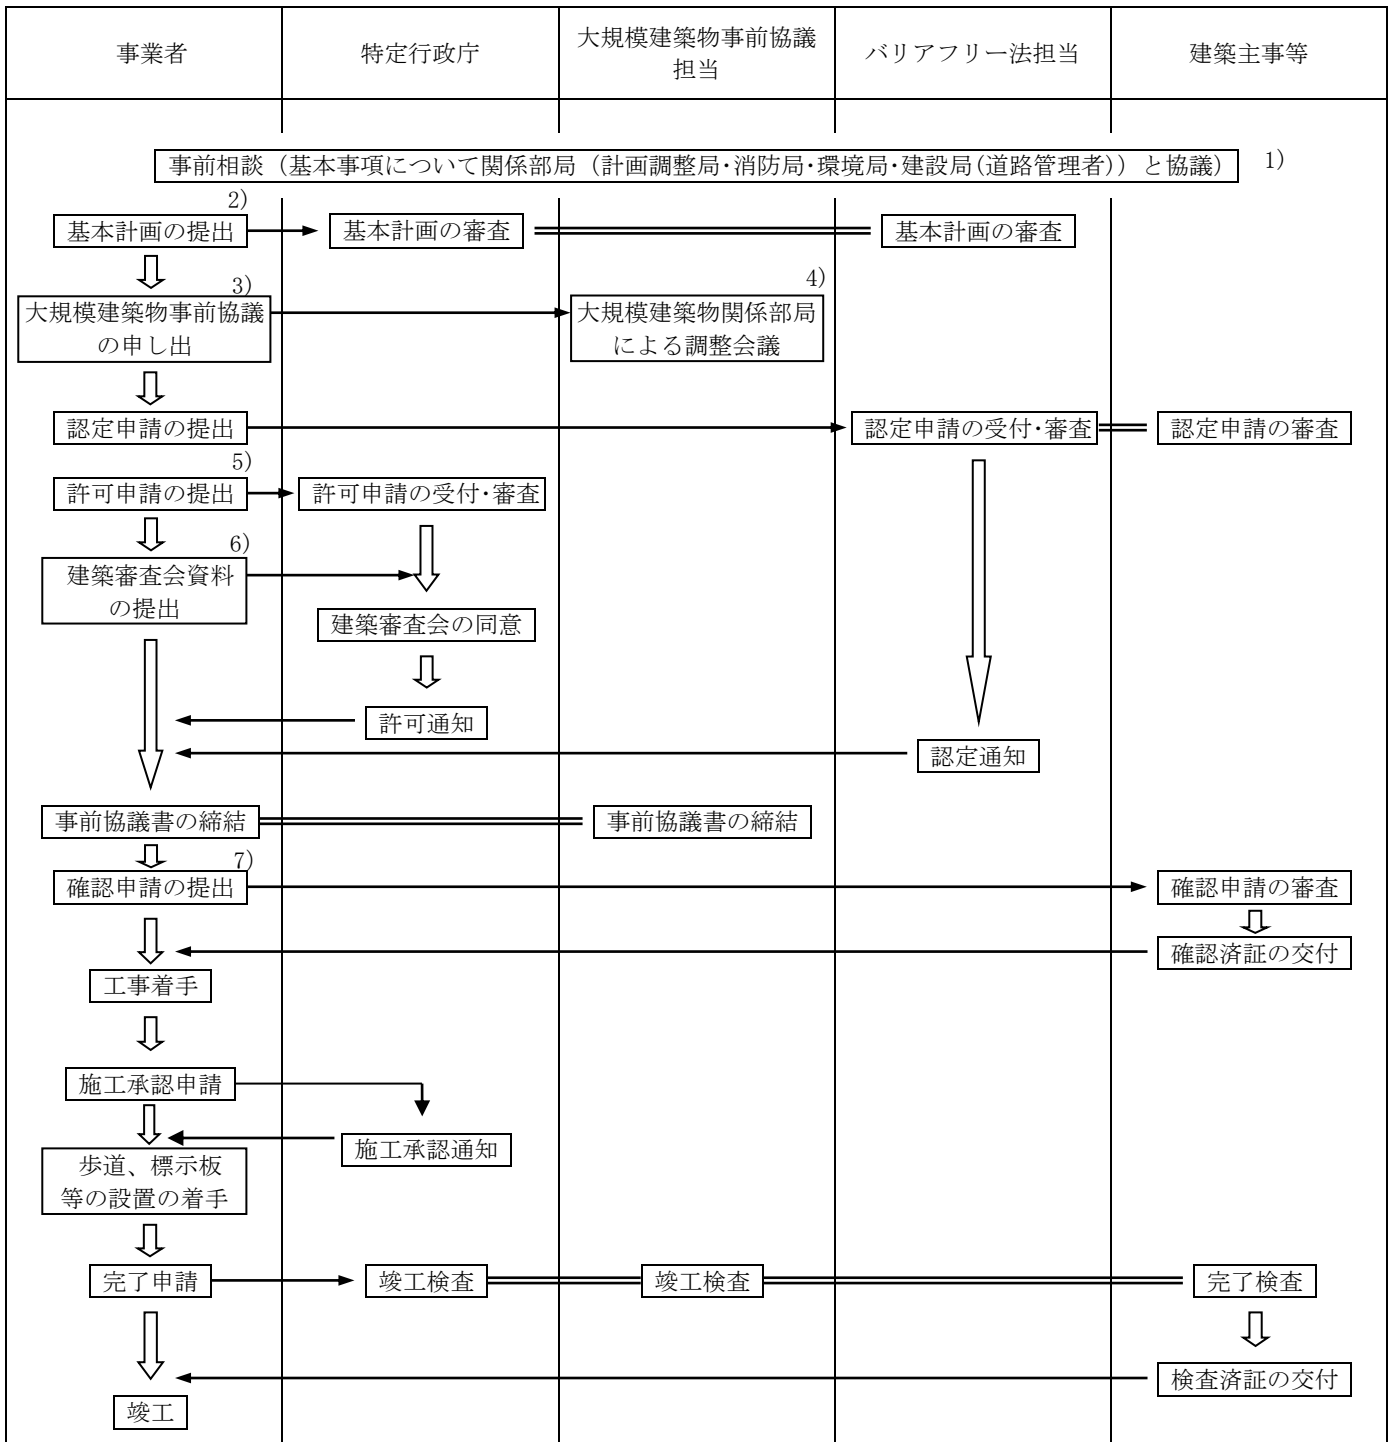 事業者
特定行政庁
大規模建築物事前協議
担当
バリアフリー法担当
建築主事等
事前相談（基本事項について関係部局（計画調整局・消防局・環境局・建設局（道路管理者））と協議）
1)
2)
基本計画の提出
基本計画の審査
基本計画の審査
3)
4)
大規模建築物事前協議
の申し出
大規模建築物関係部局
による調整会議
認定申請の提出
認定申請の受付・審査
認定申請の審査
5)
許可申請の提出
許可申請の受付・審査
6)
建築審査会資料
の提出
建築審査会の同意
許可通知
認定通知
事前協議書の締結
事前協議書の締結
7)
確認申請の提出
確認申請の審査
確認済証の交付
工事着手
施工承認申請
施工承認通知
歩道、標示板
等の設置の着手
完了申請
竣工検査
竣工検査
完了検査
検査済証の交付
竣工